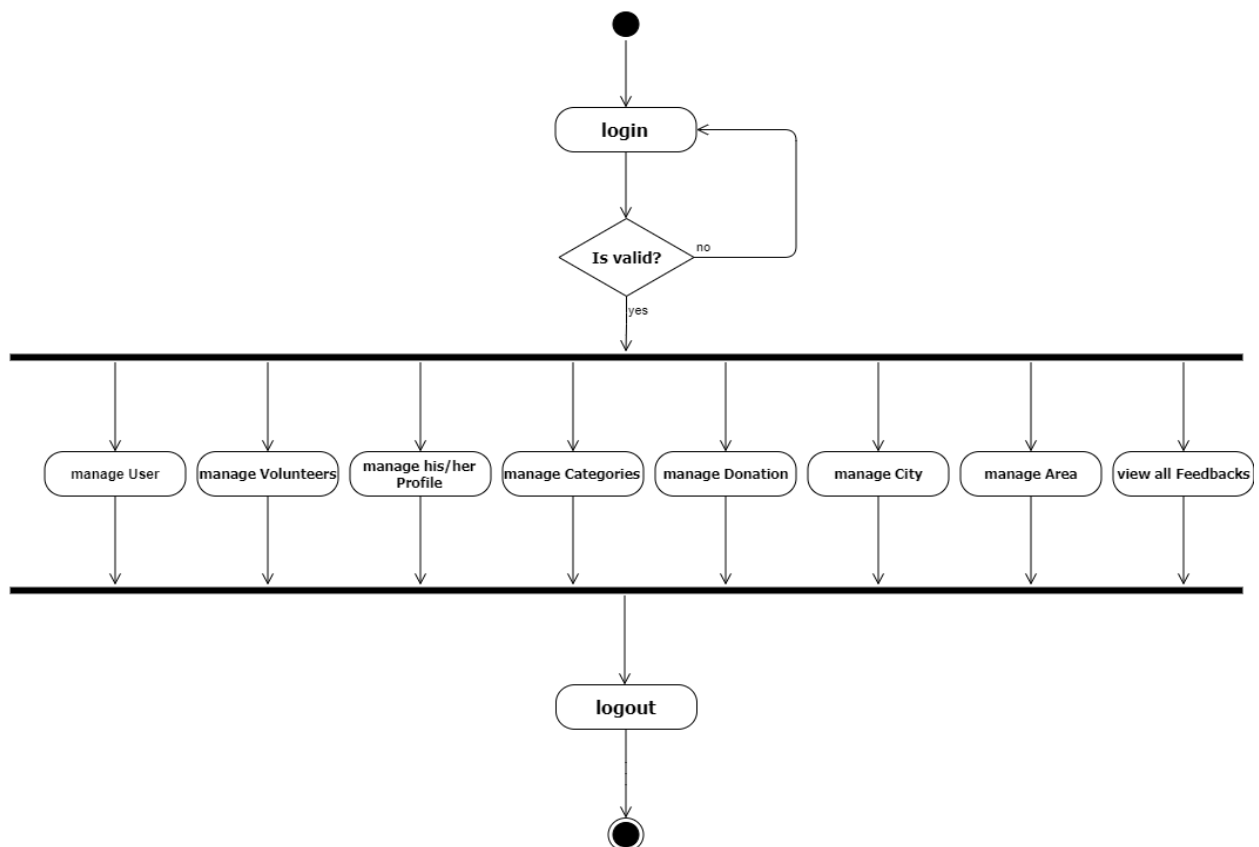 login
Is valid?
no
yes
manage User
manage Volunteers
manage his/her
Profile
manage Categories
manage Donation
manage City
manage Area
view all Feedbacks
logout